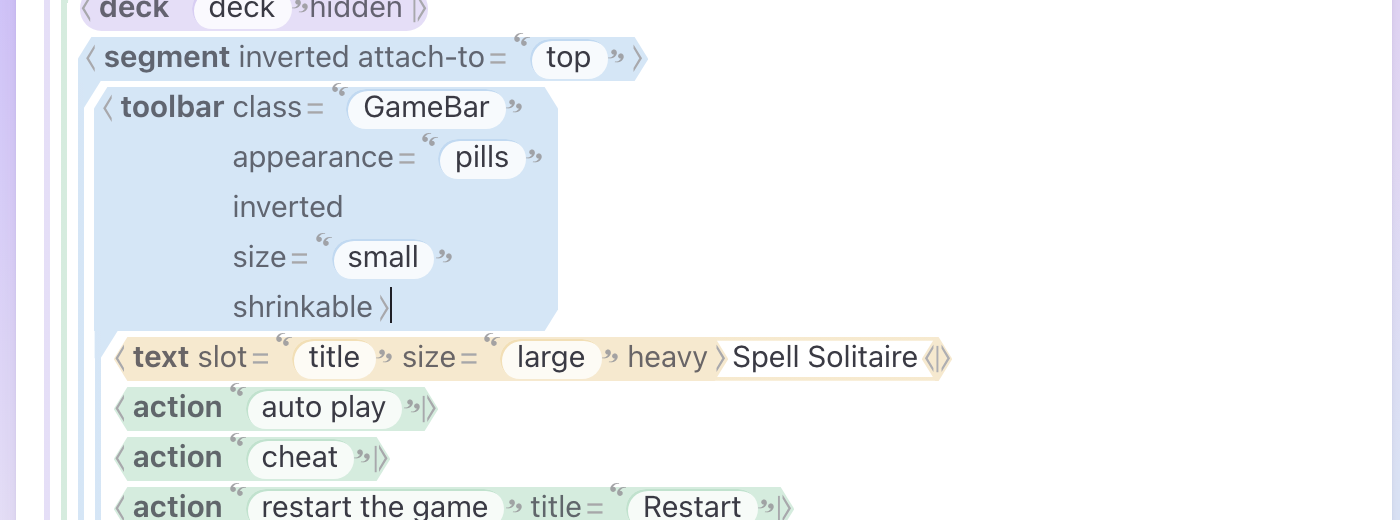 ⟨ deck “ deck ” hidden |⟩
⟨ segment inverted attach-to= “ top ” ⟩
⟨ toolbar class= “ GameBar ”
appearance= “ pills ”
inverted
size= “ small ”
shrinkable ⟩
⟨ text slot= “ title ” size= “ large ” heavy ⟩ Spell Solitaire ⟨|⟩
⟨ action “ auto play ” |⟩
⟨ action “ cheat ” |⟩
⟨ action “ restart the game ” title= “ Restart ” |⟩